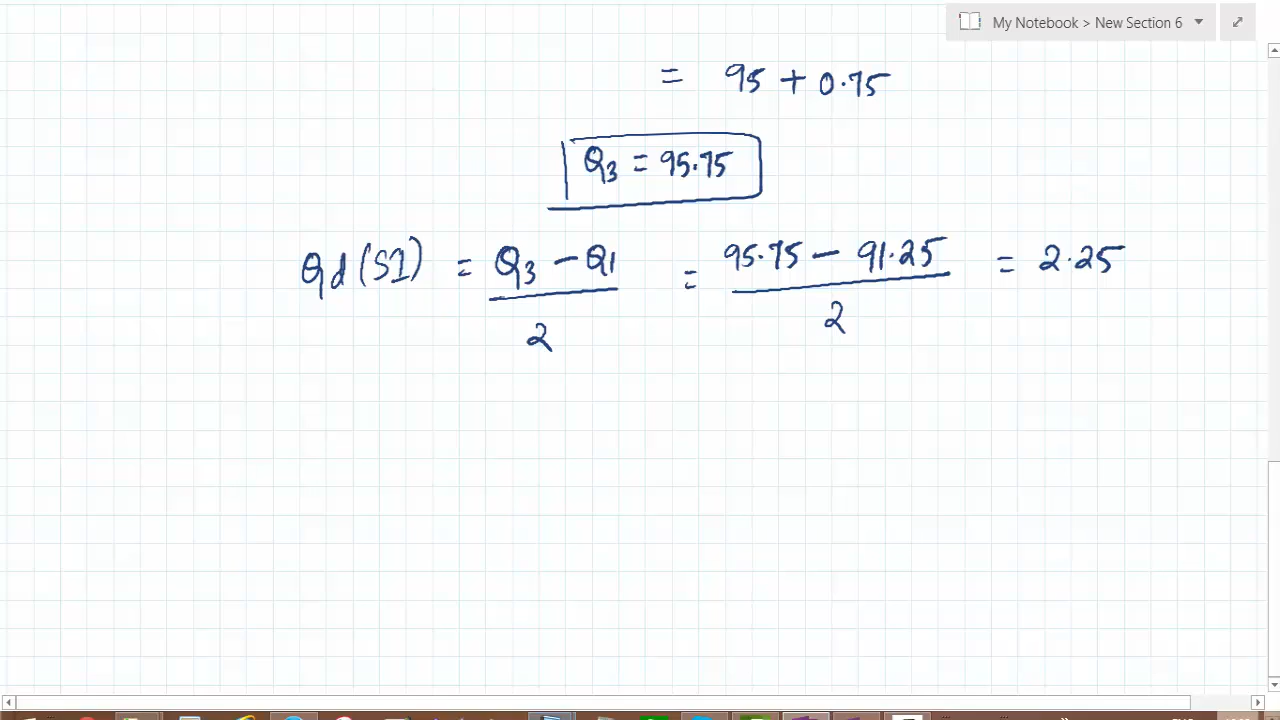 My Notebook > New Section 6
= 95 + 0.75
Q3 = 95.75
Qd (SI) = Q3 - Q1 / 2 = 95.75 - 91.25 / 2 = 2.25